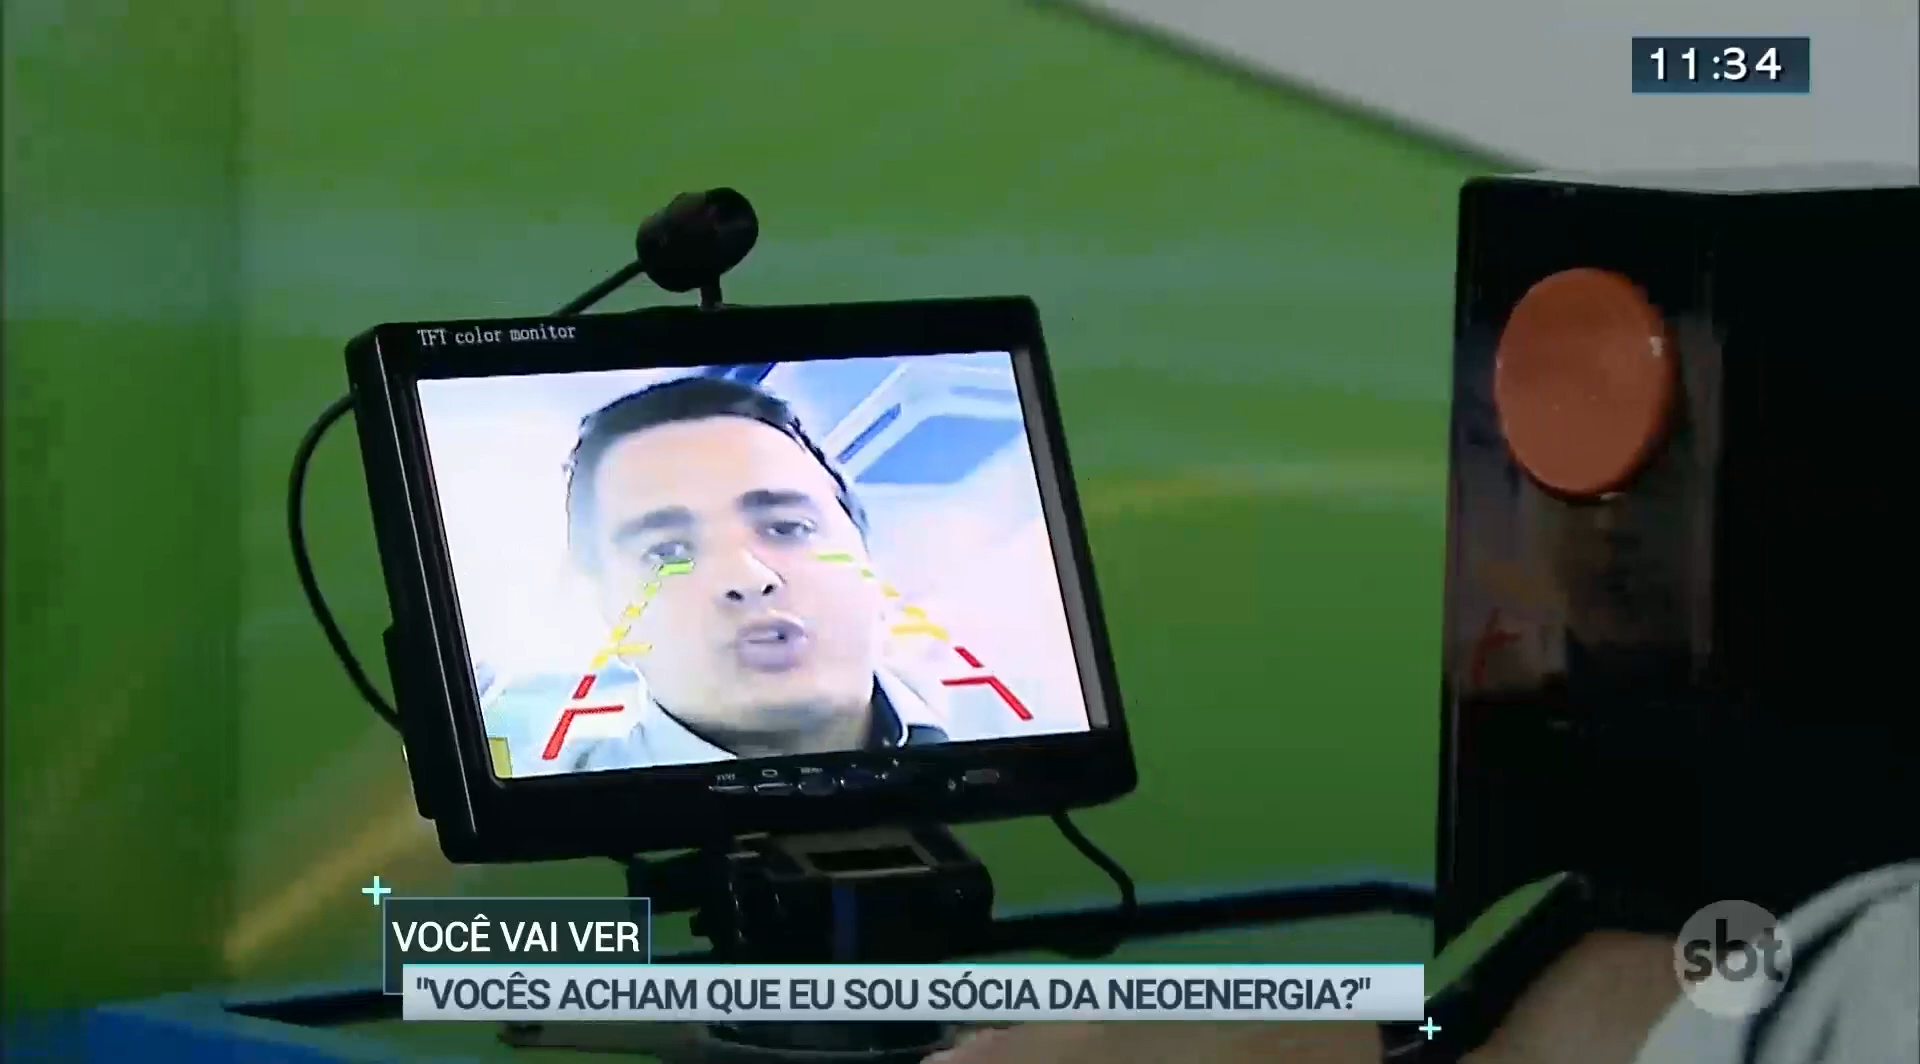 11:34
TFT color monitor
VOCÊ VAI VER
"VOCÊS ACHAM QUE EU SOU SÓCIA DA NEOENERGIA?"
sbt